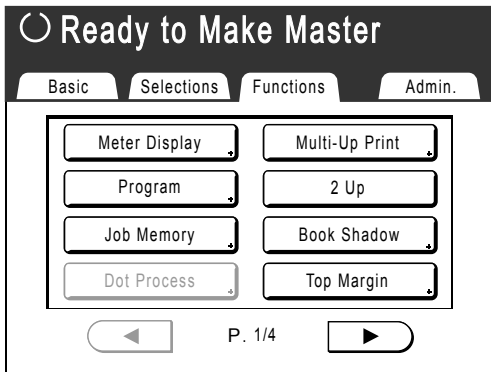 Ready to Make Master
Basic Selections Functions Admin.
Meter Display Multi-Up Print
Program 2 Up
Job Memory Book Shadow
Dot Process Top Margin
P. 1/4